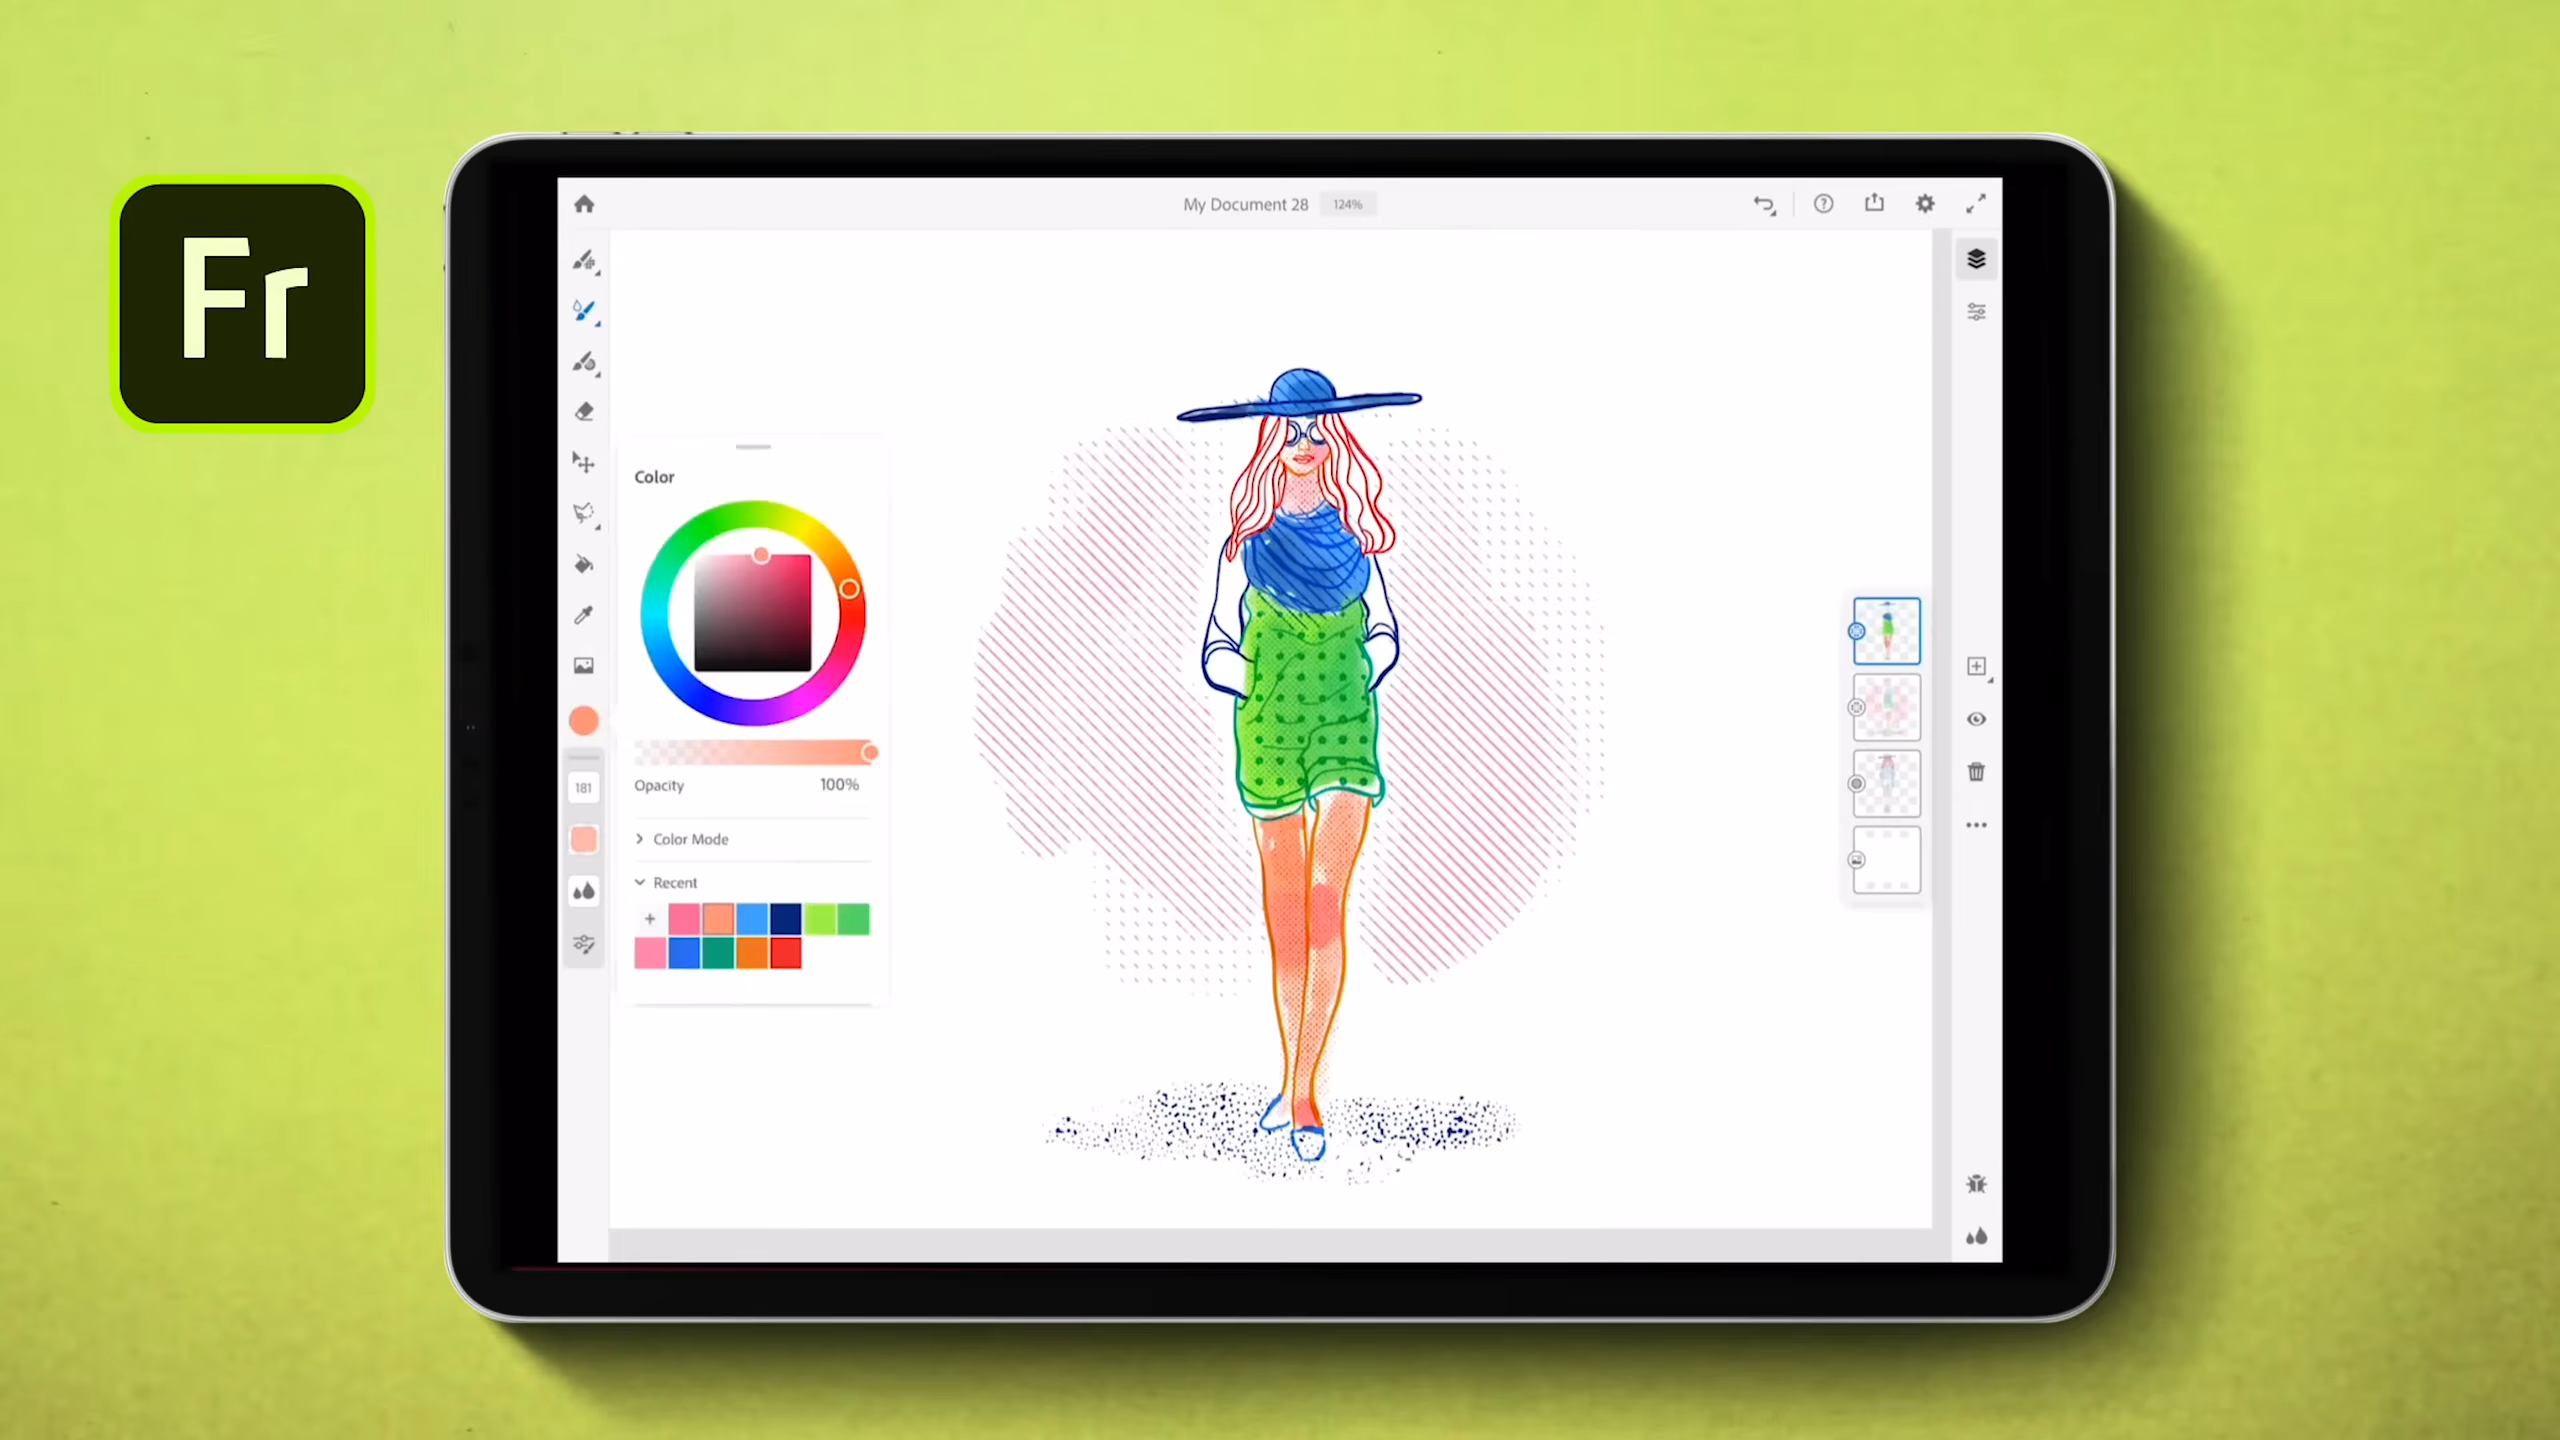 Fr
My Document 28
124%
Color
181
Opacity
100%
Color Mode
Recent